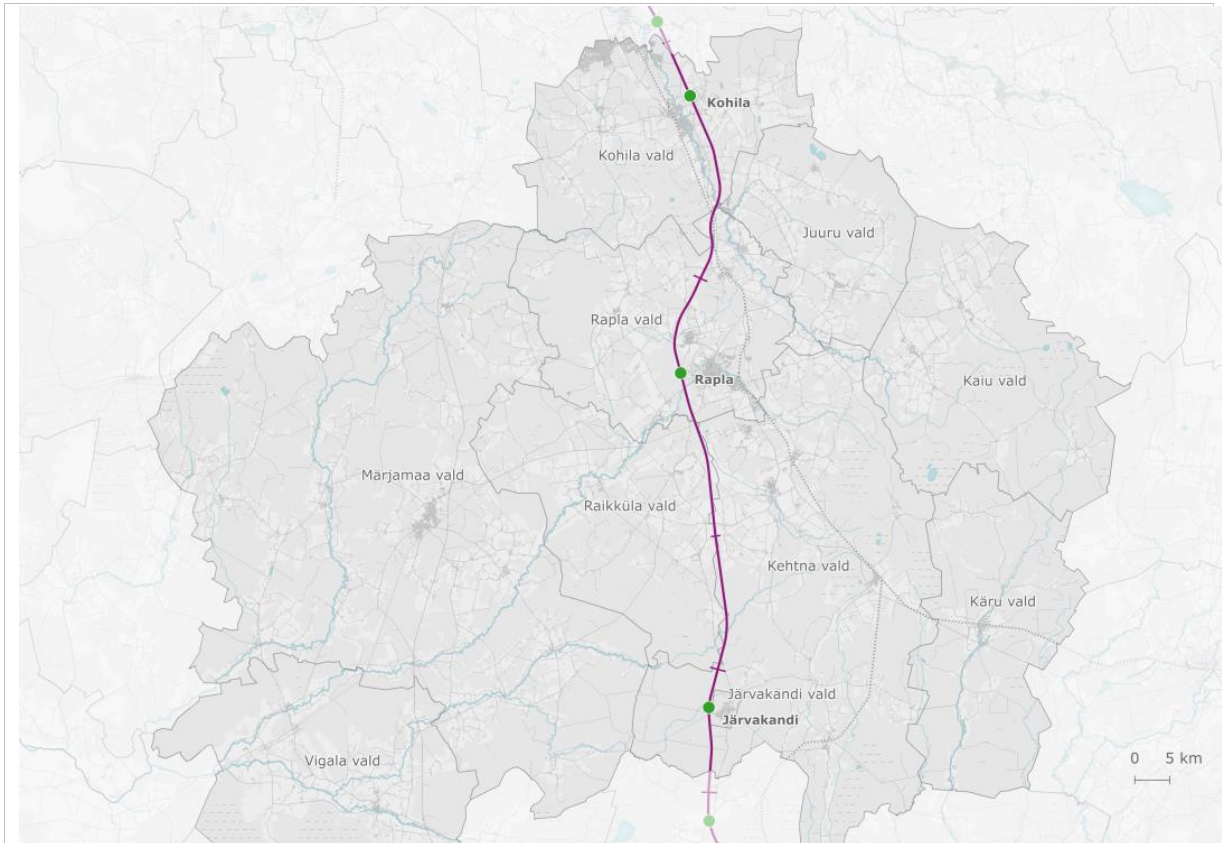 Kohila
Kohila vald
Juuru vald
Rapla vald
Rapla
Kaiu vald
Märjamaa vald
Raikküla vald
Kehtna vald
Käru vald
Järvakandi vald
Järvakandi
Vigala vald
0 5 km